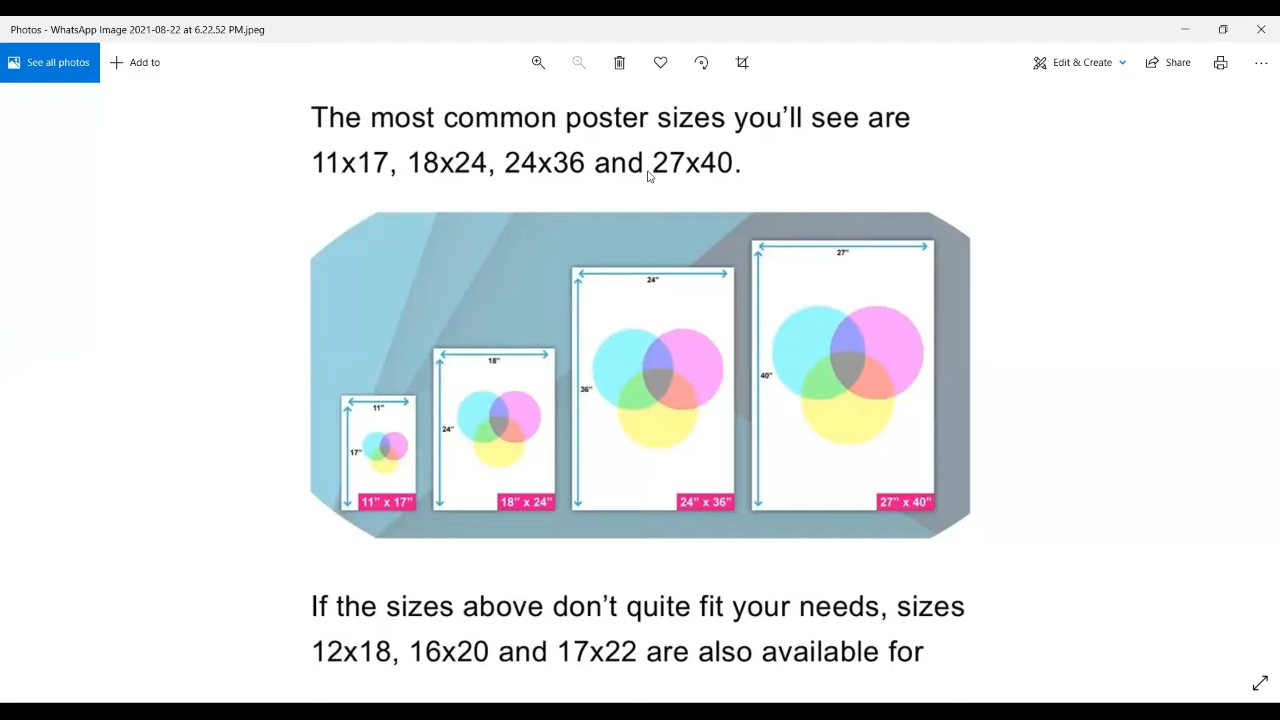 Photos - WhatsApp Image 2021-08-22 at 6.22.52 PM.jpeg
See all photos
Add to
Edit & Create
Share
The most common poster sizes you'll see are
11x17, 18x24, 24x36 and 27x40.
27"
24"
18"
40"
36"
11"
24"
17"
11" x 17"
18" x 24"
24" x 36"
27" x 40"
If the sizes above don't quite fit your needs, sizes
12x18, 16x20 and 17x22 are also available for